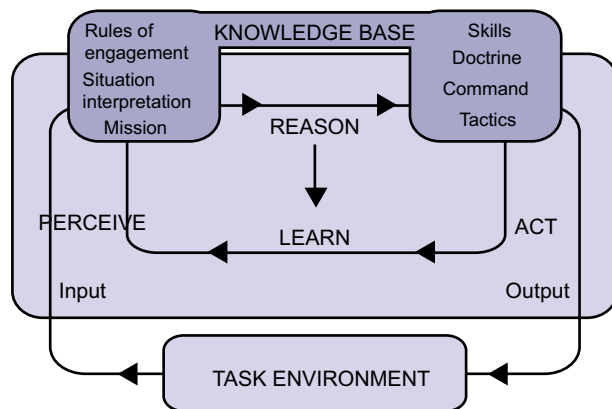 Rules of
engagement
Situation
interpretation
Mission
KNOWLEDGE BASE
Skills
Doctrine
Command
Tactics
REASON
PERCEIVE
LEARN
ACT
Input
Output
TASK ENVIRONMENT